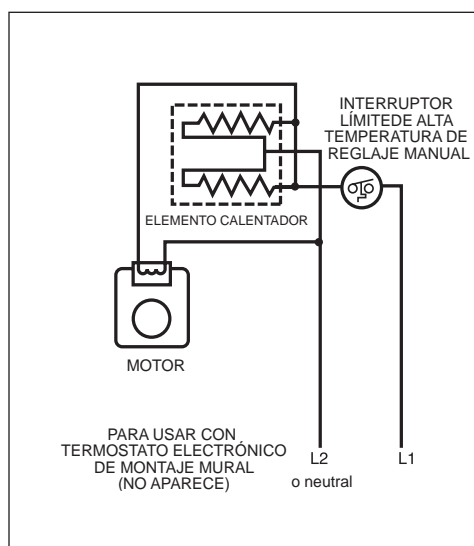 INTERRUPTOR
LÍMITEDE ALTA
TEMPERATURA DE
REGLAJE MANUAL
ELEMENTO CALENTADOR
MOTOR
PARA USAR CON
TERMOSTATO ELECTRÓNICO
DE MONTAJE MURAL
(NO APARECE)
L2
o neutral
L1